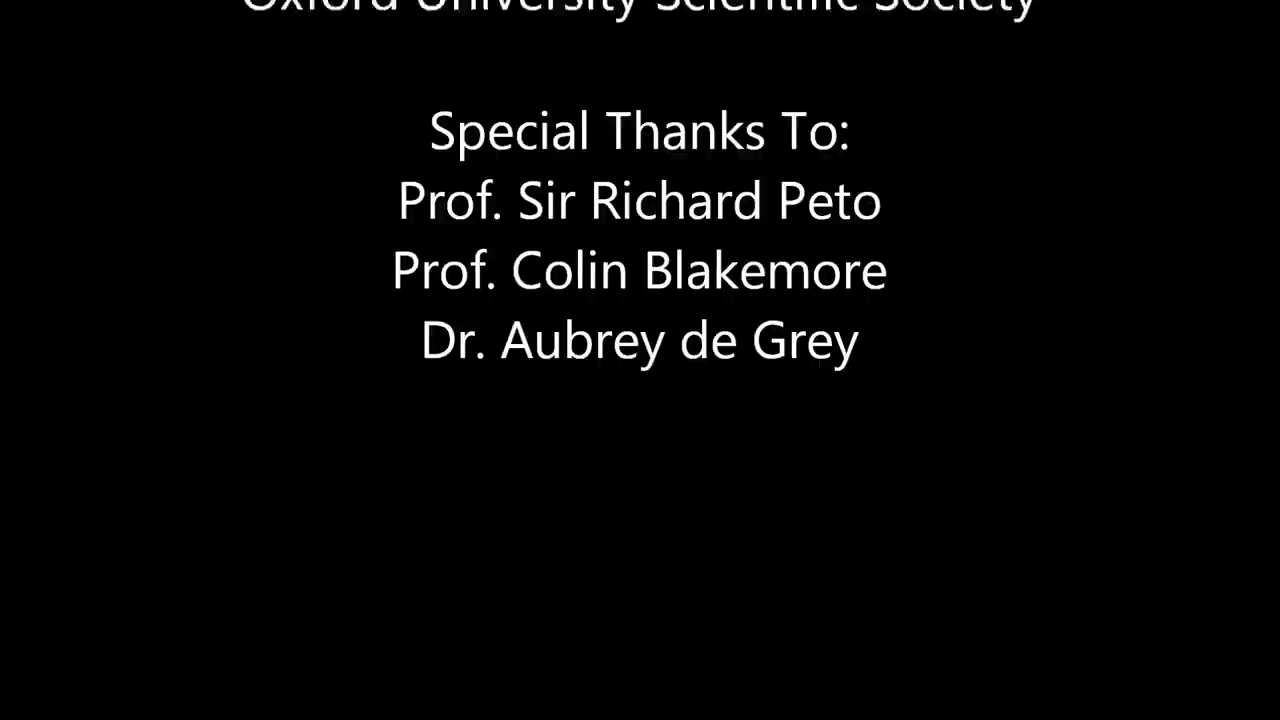 Oxford University Scientific Society
Special Thanks To:
Prof. Sir Richard Peto
Prof. Colin Blakemore
Dr. Aubrey de Grey